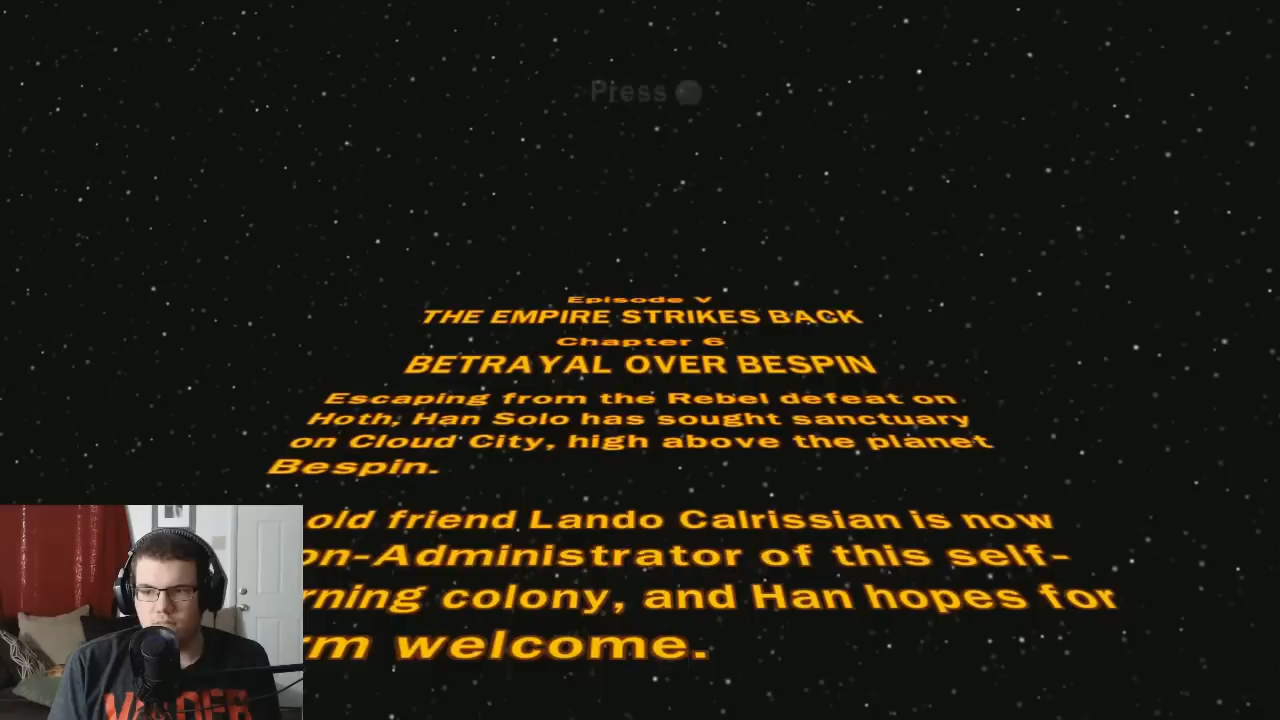 Press
Episode V
THE EMPIRE STRIKES BACK
Chapter 6
BETRAYAL OVER BESPIN
Escaping from the Rebel defeat on
Hoth, Han Solo has sought sanctuary
on Cloud City, high above the planet
Bespin.
old friend Lando Calrissian is now
on-Administrator of this self-
rning colony, and Han hopes for
rm welcome.